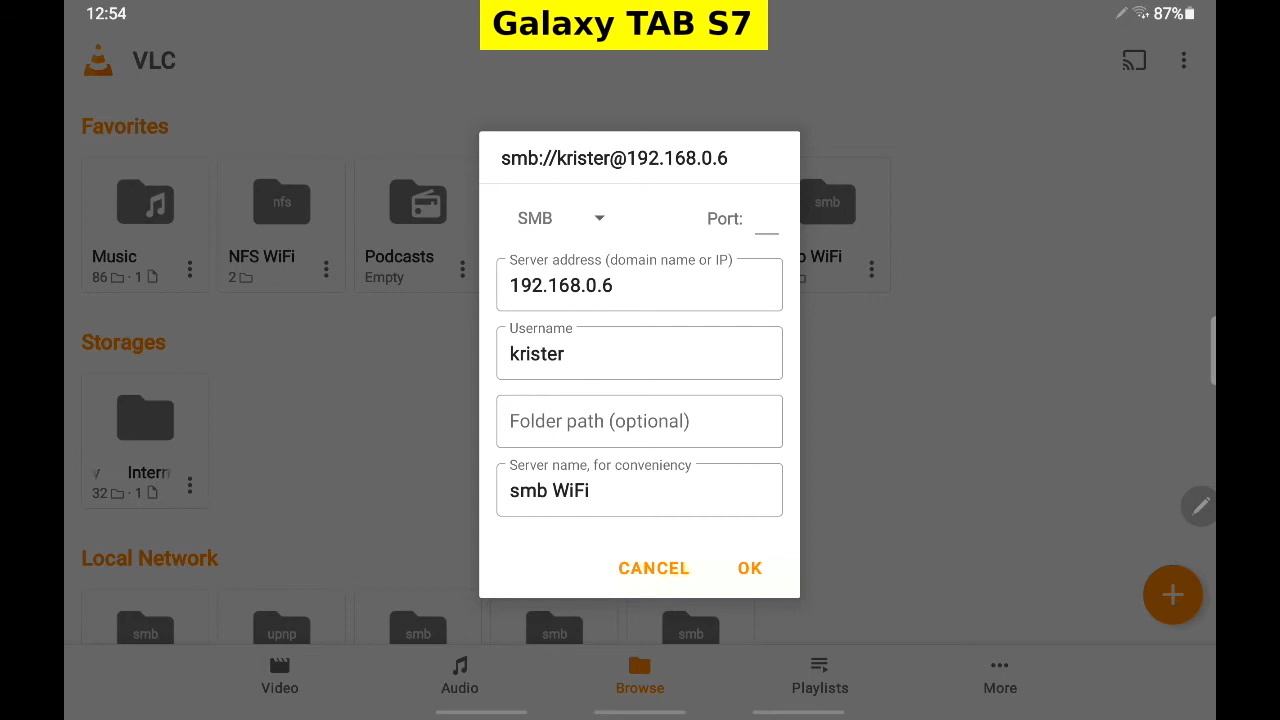 Galaxy TAB S7
12:54
87%
VLC
Favorites
smb://krister@192.168.0.6
SMB
Port:
nfs
smb
Music
NFS WiFi
Podcasts
WiFi
86 · 1
2
Empty
Server address (domain name or IP)
192.168.0.6
Username
krister
Storages
Folder path (optional)
Intern
32 · 1
Server name, for conveniency
smb WiFi
Local Network
CANCEL
OK
smb
upnp
smb
smb
smb
Video
Audio
Browse
Playlists
More